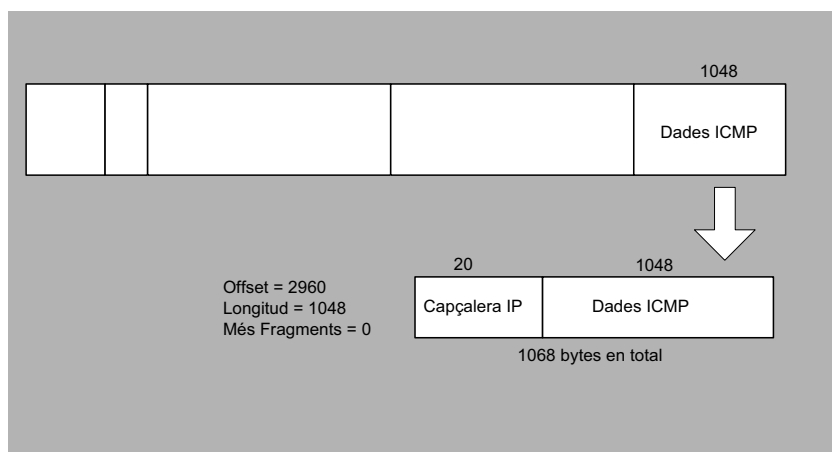 1048
Dades ICMP
20
1048
Offset = 2960
Longitud = 1048
Més Fragments = 0
Capçalera IP
Dades ICMP
1068 bytes en total